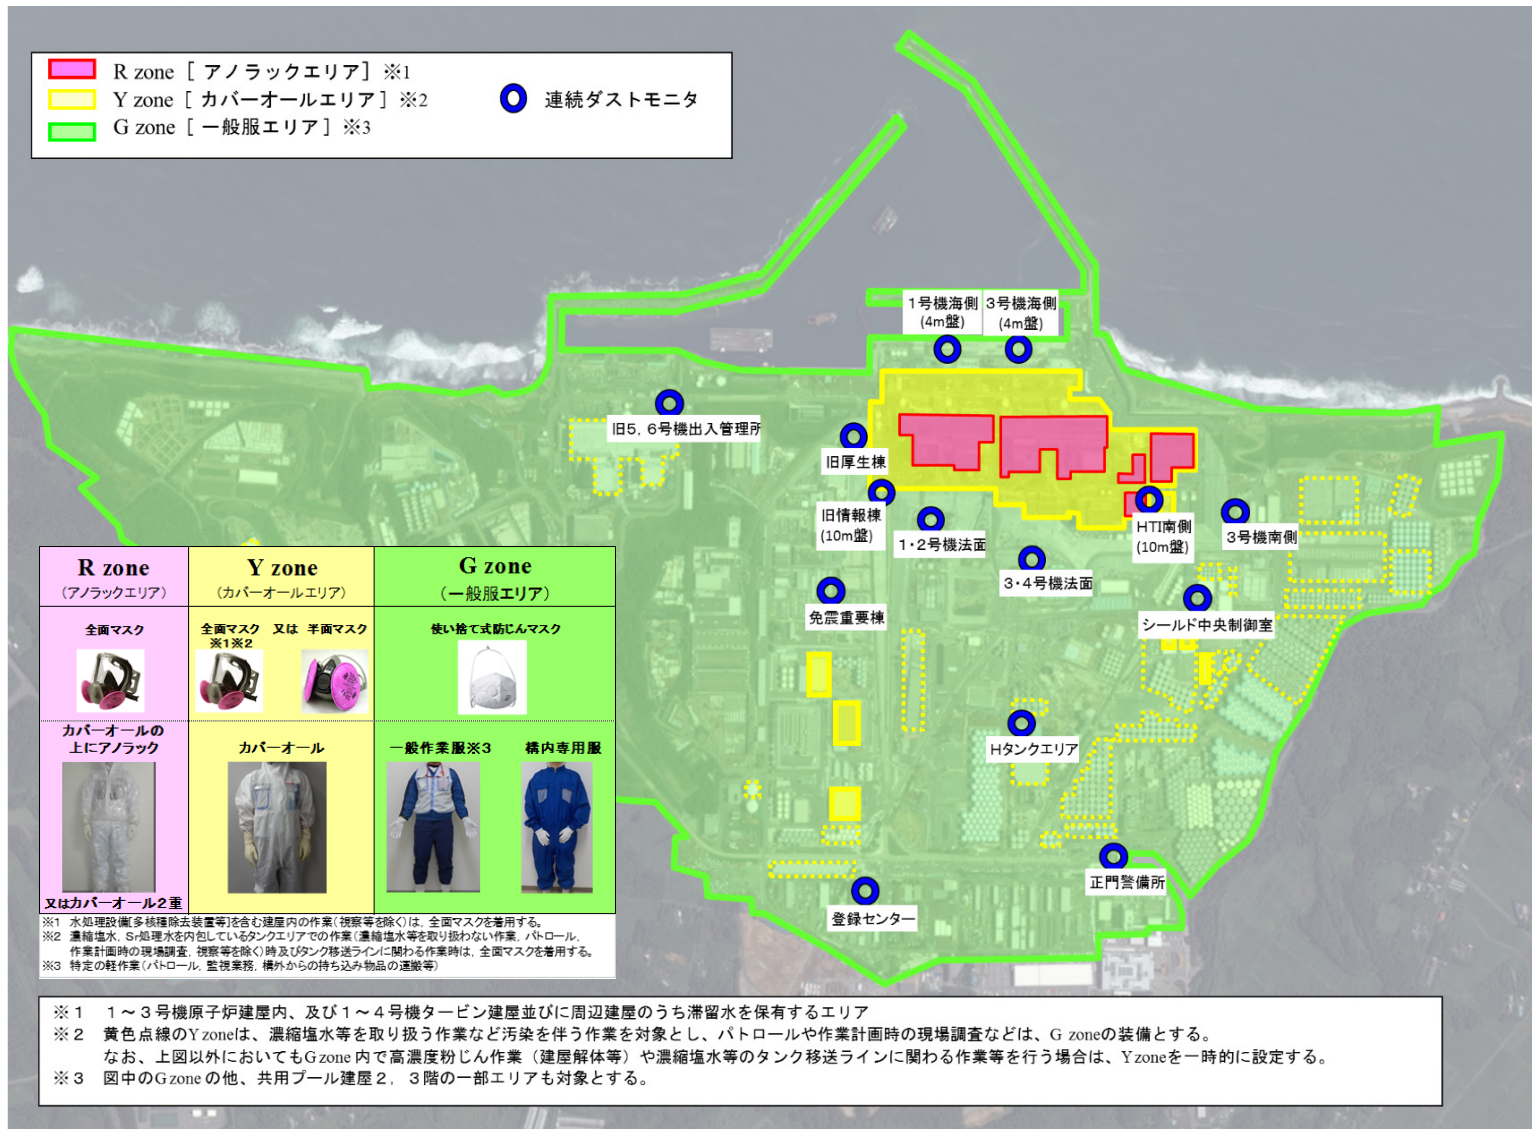 R zone［ アノラックエリア］※1
Y zone［ カバーオールエリア］※2
G zone［ 一般服エリア］※3
連続ダストモニタ
1号機海側
(4m盤)
3号機海側
(4m盤)
旧5，6号機出入管理所
旧厚生棟
旧情報棟
(10m盤)
1・2号機法面
HTI南側
(10m盤)
3号機南側
3・4号機法面
免震重要棟
シールド中央制御室
Hタンクエリア
正門警備所
登録センター
R zone
（アノラックエリア）
Y zone
（カバーオールエリア）
G zone
（一般服エリア）
全面マスク
全面マスク 又は 半面マスク
※1※2
使い捨て式防じんマスク
カバーオールの
上にアノラック
カバーオール
一般作業服※3
構内専用服
又はカバーオール２重
※1 水処理設備[多核種除去装置等]を含む建屋内の作業（視察等を除く）は，全面マスクを着用する。
※2 濃縮塩水，Sr処理水を内包しているタンクエリアでの作業（濃縮塩水等を取り扱わない作業，パトロール，
作業計画時の現場調査，視察等を除く）時及びタンク移送ラインに関わる作業時は，全面マスクを着用する。
※3 特定の軽作業（パトロール，監視業務，構外からの持ち込み物品の運搬等）
※１ １～３号機原子炉建屋内、及び１～４号機タービン建屋並びに周辺建屋のうち滞留水を保有するエリア
※２ 黄色点線のY zoneは、濃縮塩水等を取り扱う作業など汚染を伴う作業を対象とし、パトロールや作業計画時の現場調査などは、G zoneの装備とする。
なお、上図以外においてもG zone 内で高濃度粉じん作業（建屋解体等）や濃縮塩水等のタンク移送ラインに関わる作業等を行う場合は、Y zoneを一時的に設定する。
※３ 図中のG zone の他、共用プール建屋２，３階の一部エリアも対象とする。